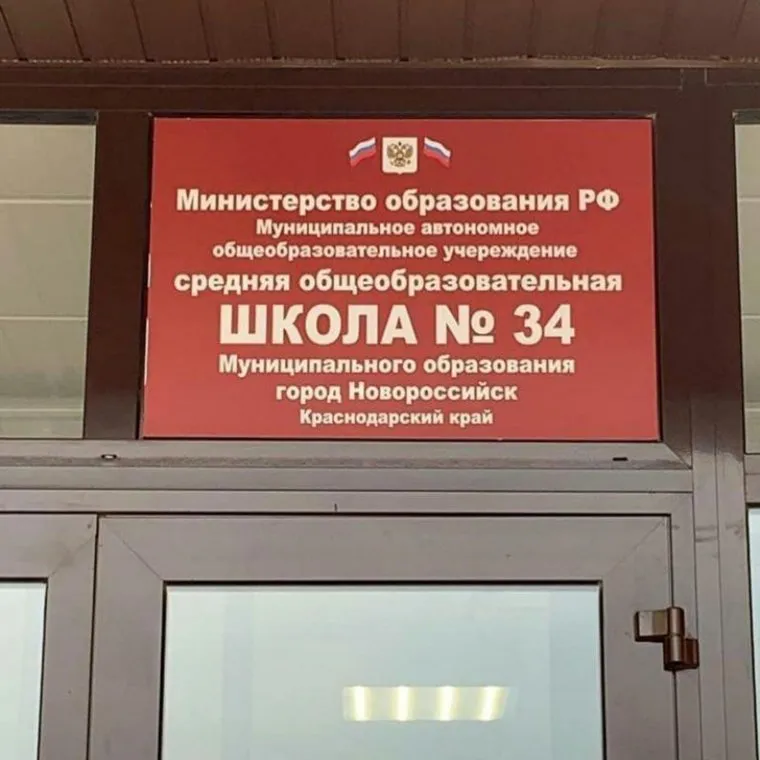 Министерство образования РФ
Муниципальное автономное
общеобразовательное учереждение
средняя общеобразовательная
ШКОЛА № 34
Муниципального образования
город Новороссийск
Краснодарский край